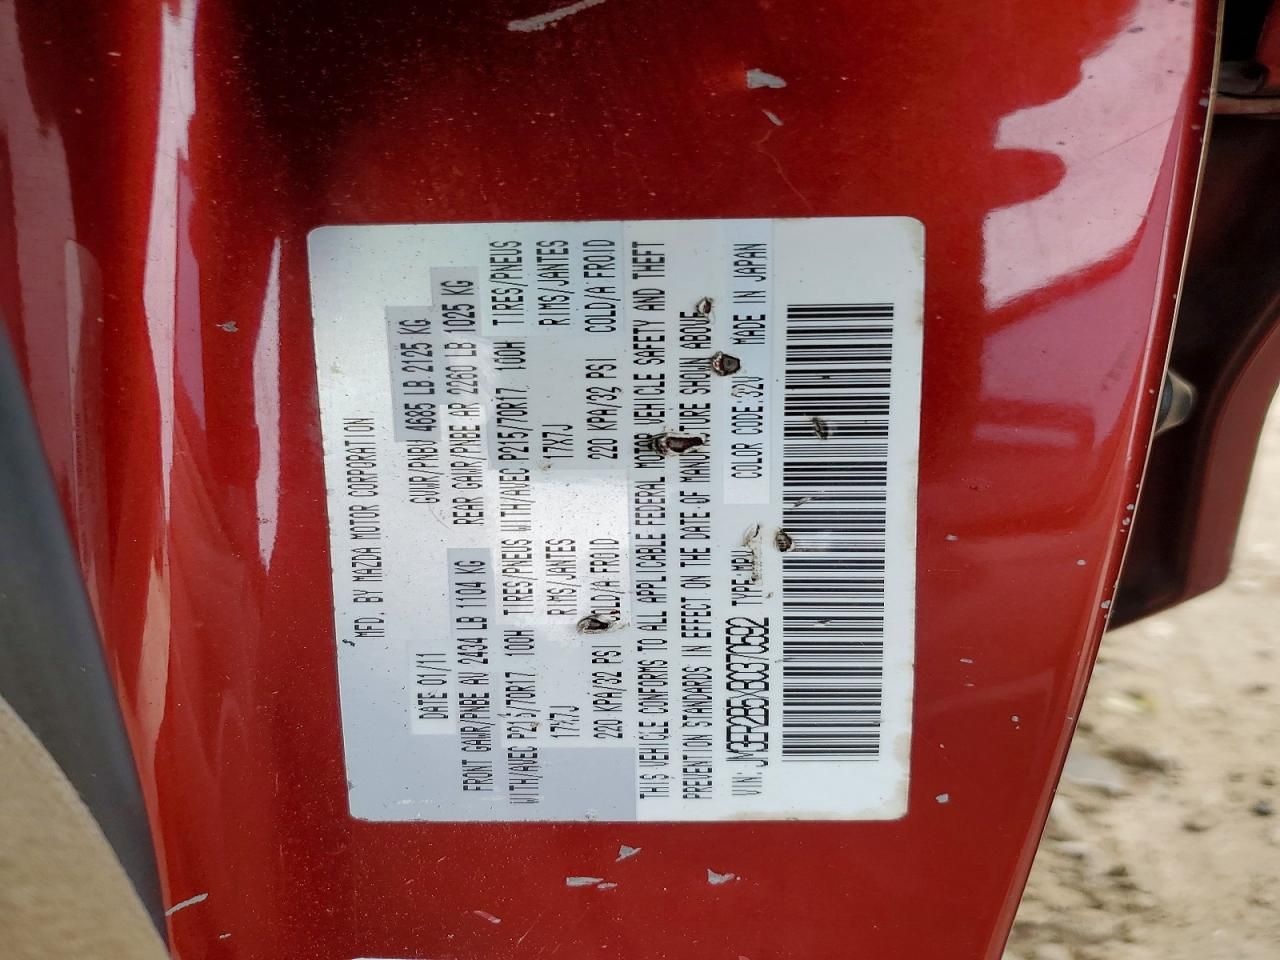 MFD. BY MAZDA MOTOR CORPORATION
DATE 01/11 GVWR/PNBV 4685 LB 2125 KG
FRONT GAWR/PNBE AV 2434 LB 1104 KG REAR GAWR/PNBE AR 2260 LB 1025 KG
WITH/AVEC P215/70R17. 100H TIRES/PNEUS WITH/AVEC P215/70R17. 100H TIRES/PNEUS
17X7J RIMS/JANTES 17X7J RIMS/JANTES
220 KPA/32 PSI COLD/A FROID 220 KPA/32 PSI COLD/A FROID
THIS VEHICLE CONFORMS TO ALL APPLICABLE FEDERAL MOTOR VEHICLE SAFETY AND THEFT
PREVENTION STANDARDS IN EFFECT ON THE DATE OF MANUFACTURE SHOWN ABOVE.
VIN: JM3ER2B5XB0370592 TYPE:MPV COLOR CODE:32V MADE IN JAPAN